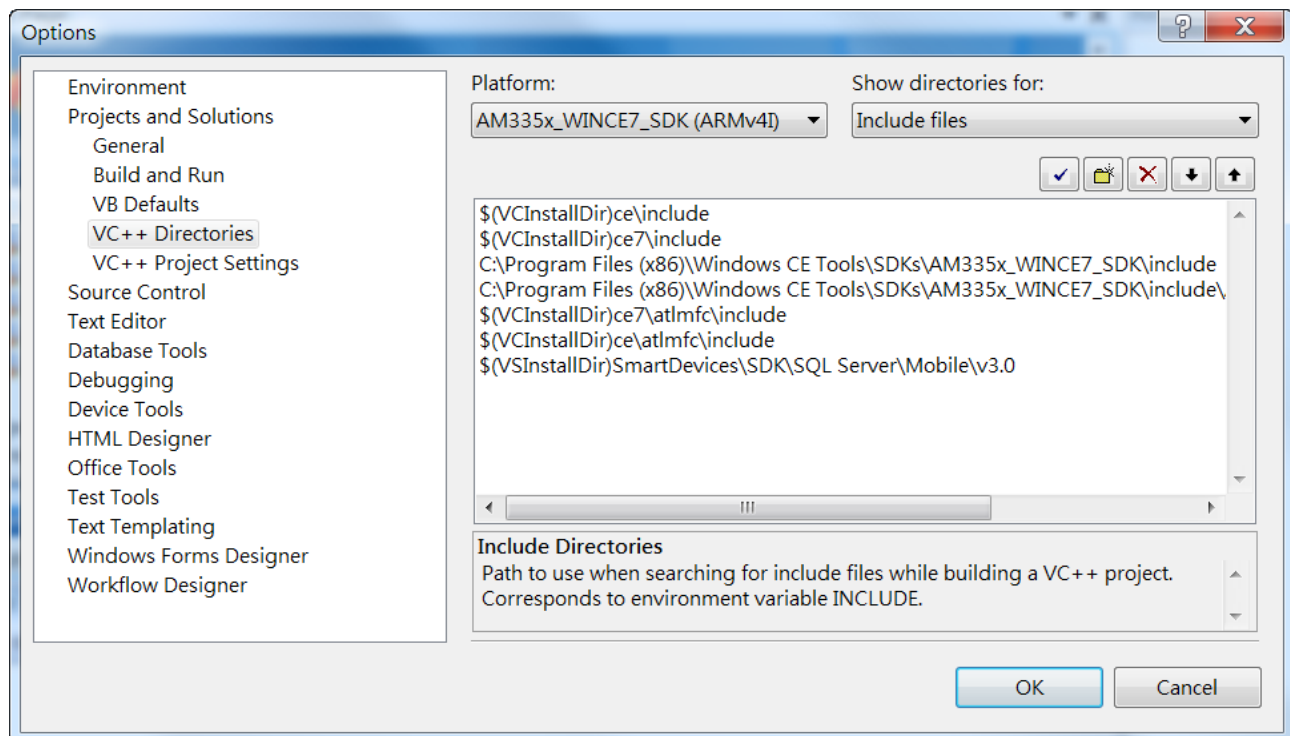 Options
Environment
Projects and Solutions
General
Build and Run
VB Defaults
VC++ Directories
VC++ Project Settings
Source Control
Text Editor
Database Tools
Debugging
Device Tools
HTML Designer
Office Tools
Test Tools
Text Templating
Windows Forms Designer
Workflow Designer
Platform:
AM335x_WINCE7_SDK (ARMv4I)
Show directories for:
Include files
$(VCInstallDir)ce\include
$(VCInstallDir)ce7\include
C:\Program Files (x86)\Windows CE Tools\SDKs\AM335x_WINCE7_SDK\include
C:\Program Files (x86)\Windows CE Tools\SDKs\AM335x_WINCE7_SDK\include\
$(VCInstallDir)ce7\atlmfc\include
$(VCInstallDir)ce\atlmfc\include
$(VSInstallDir)SmartDevices\SDK\SQL Server\Mobile\v3.0
Include Directories
Path to use when searching for include files while building a VC++ project.
Corresponds to environment variable INCLUDE.
OK
Cancel